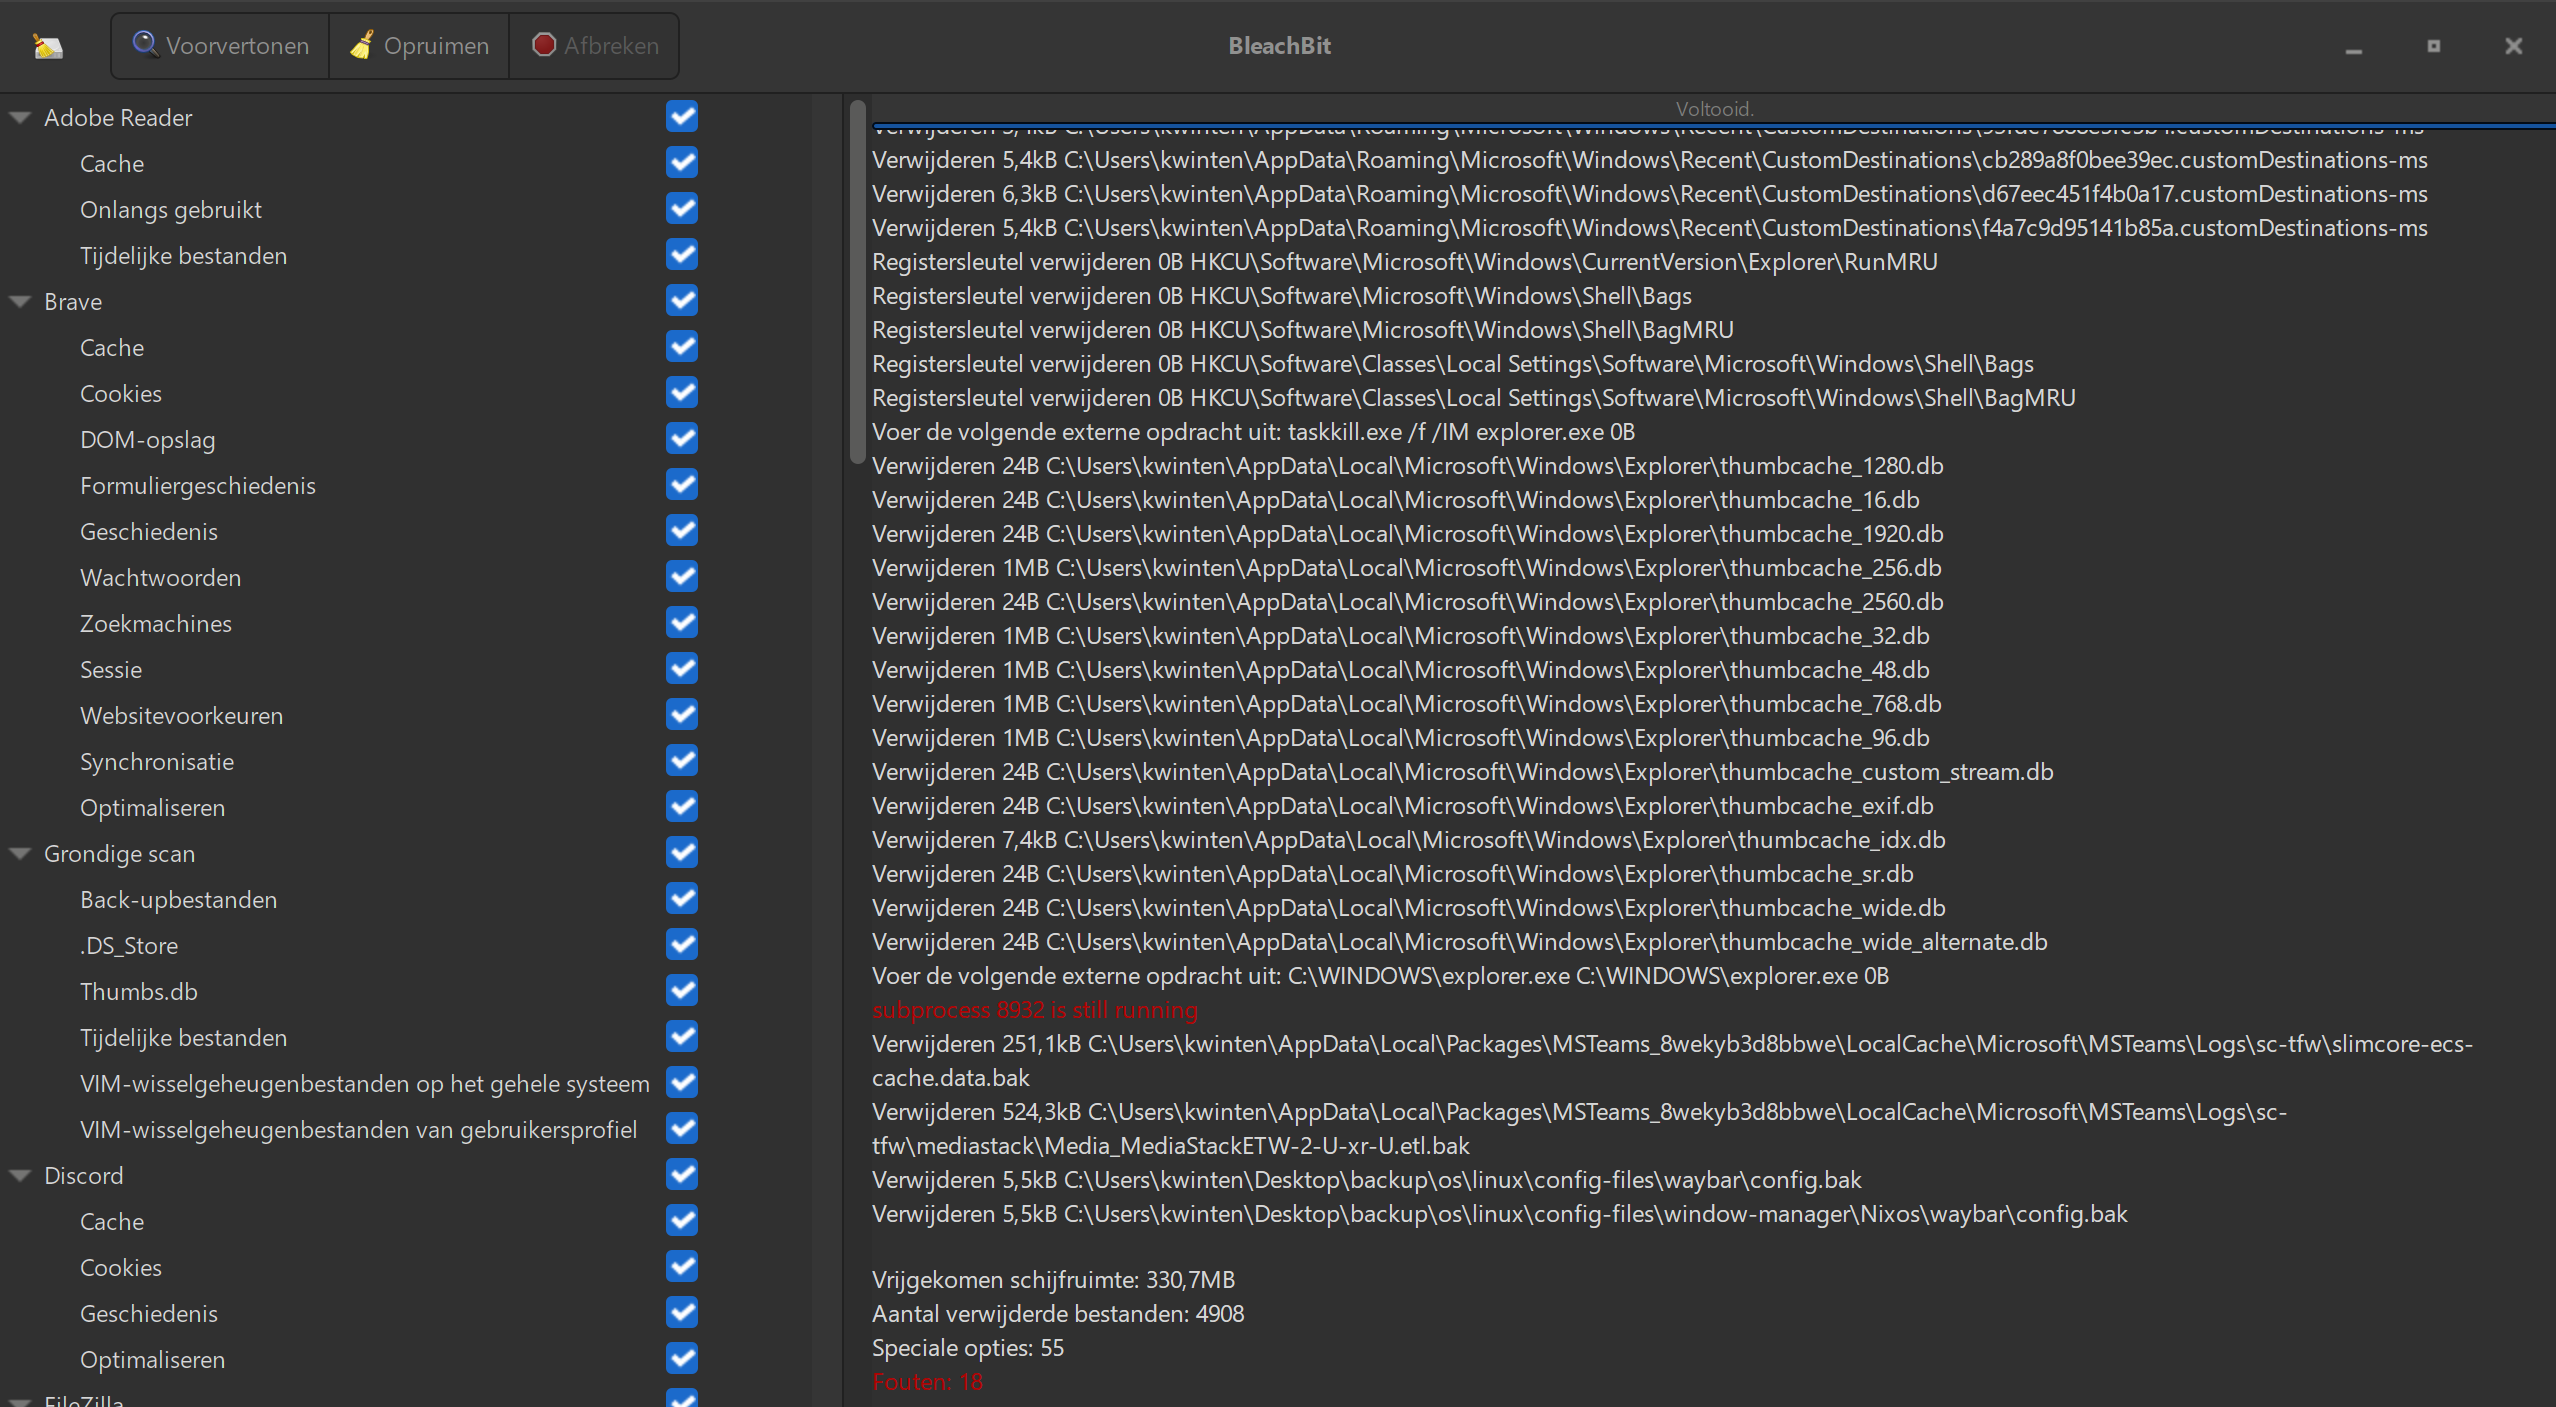 Voorvertonen
Opruimen
Afbreken
BleachBit
Adobe Reader
Cache
Onlangs gebruikt
Tijdelijke bestanden
Brave
Cache
Cookies
DOM-opslag
Formuliergeschiedenis
Geschiedenis
Wachtwoorden
Zoekmachines
Sessie
Websitevoorkeuren
Synchronisatie
Optimaliseren
Grondige scan
Back-upbestanden
.DS_Store
Thumbs.db
Tijdelijke bestanden
VIM-wisselgeheugenbestanden op het gehele systeem
VIM-wisselgeheugenbestanden van gebruikersprofiel
Discord
Cache
Cookies
Geschiedenis
Optimaliseren
FileZilla
Voltooid.
Verwijderen 5,4kB C:\Users\kwinten\AppData\Roaming\Microsoft\Windows\Recent\CustomDestinations\cb289a8f0bee39ec.customDestinations-ms
Verwijderen 6,3kB C:\Users\kwinten\AppData\Roaming\Microsoft\Windows\Recent\CustomDestinations\d67eec451f4b0a17.customDestinations-ms
Verwijderen 5,4kB C:\Users\kwinten\AppData\Roaming\Microsoft\Windows\Recent\CustomDestinations\f4a7c9d95141b85a.customDestinations-ms
Registersleutel verwijderen 0B HKCU\Software\Microsoft\Windows\CurrentVersion\Explorer\RunMRU
Registersleutel verwijderen 0B HKCU\Software\Microsoft\Windows\Shell\Bags
Registersleutel verwijderen 0B HKCU\Software\Microsoft\Windows\Shell\BagMRU
Registersleutel verwijderen 0B HKCU\Software\Classes\Local Settings\Software\Microsoft\Windows\Shell\Bags
Registersleutel verwijderen 0B HKCU\Software\Classes\Local Settings\Software\Microsoft\Windows\Shell\BagMRU
Voer de volgende externe opdracht uit: taskkill.exe /f /IM explorer.exe 0B
Verwijderen 24B C:\Users\kwinten\AppData\Local\Microsoft\Windows\Explorer\thumbcache_1280.db
Verwijderen 24B C:\Users\kwinten\AppData\Local\Microsoft\Windows\Explorer\thumbcache_16.db
Verwijderen 24B C:\Users\kwinten\AppData\Local\Microsoft\Windows\Explorer\thumbcache_1920.db
Verwijderen 1MB C:\Users\kwinten\AppData\Local\Microsoft\Windows\Explorer\thumbcache_256.db
Verwijderen 24B C:\Users\kwinten\AppData\Local\Microsoft\Windows\Explorer\thumbcache_2560.db
Verwijderen 1MB C:\Users\kwinten\AppData\Local\Microsoft\Windows\Explorer\thumbcache_32.db
Verwijderen 1MB C:\Users\kwinten\AppData\Local\Microsoft\Windows\Explorer\thumbcache_48.db
Verwijderen 1MB C:\Users\kwinten\AppData\Local\Microsoft\Windows\Explorer\thumbcache_768.db
Verwijderen 1MB C:\Users\kwinten\AppData\Local\Microsoft\Windows\Explorer\thumbcache_96.db
Verwijderen 24B C:\Users\kwinten\AppData\Local\Microsoft\Windows\Explorer\thumbcache_custom_stream.db
Verwijderen 24B C:\Users\kwinten\AppData\Local\Microsoft\Windows\Explorer\thumbcache_exif.db
Verwijderen 7,4kB C:\Users\kwinten\AppData\Local\Microsoft\Windows\Explorer\thumbcache_idx.db
Verwijderen 24B C:\Users\kwinten\AppData\Local\Microsoft\Windows\Explorer\thumbcache_sr.db
Verwijderen 24B C:\Users\kwinten\AppData\Local\Microsoft\Windows\Explorer\thumbcache_wide.db
Verwijderen 24B C:\Users\kwinten\AppData\Local\Microsoft\Windows\Explorer\thumbcache_wide_alternate.db
Voer de volgende externe opdracht uit: C:\WINDOWS\explorer.exe C:\WINDOWS\explorer.exe 0B
subprocess 8932 is still running
Verwijderen 251,1kB C:\Users\kwinten\AppData\Local\Packages\MSTeams_8wekyb3d8bbwe\LocalCache\Microsoft\MSTeams\Logs\sc-tfw\slimcore-ecs-
cache.data.bak
Verwijderen 524,3kB C:\Users\kwinten\AppData\Local\Packages\MSTeams_8wekyb3d8bbwe\LocalCache\Microsoft\MSTeams\Logs\sc-
tfw\mediastack\Media_MediaStackETW-2-U-xr-U.etl.bak
Verwijderen 5,5kB C:\Users\kwinten\Desktop\backup\os\linux\config-files\waybar\config.bak
Verwijderen 5,5kB C:\Users\kwinten\Desktop\backup\os\linux\config-files\window-manager\Nixos\waybar\config.bak
Vrijgekomen schijfruimte: 330,7MB
Aantal verwijderde bestanden: 4908
Speciale opties: 55
Fouten: 18